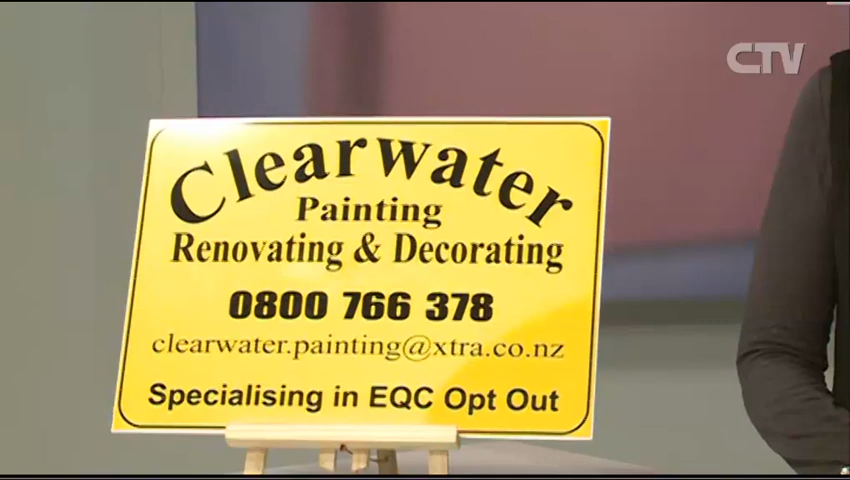 CTV
Clearwater
Painting
Renovating & Decorating
0800 766 378
clearwater.painting@xtra.co.nz
Specialising in EQC Opt Out